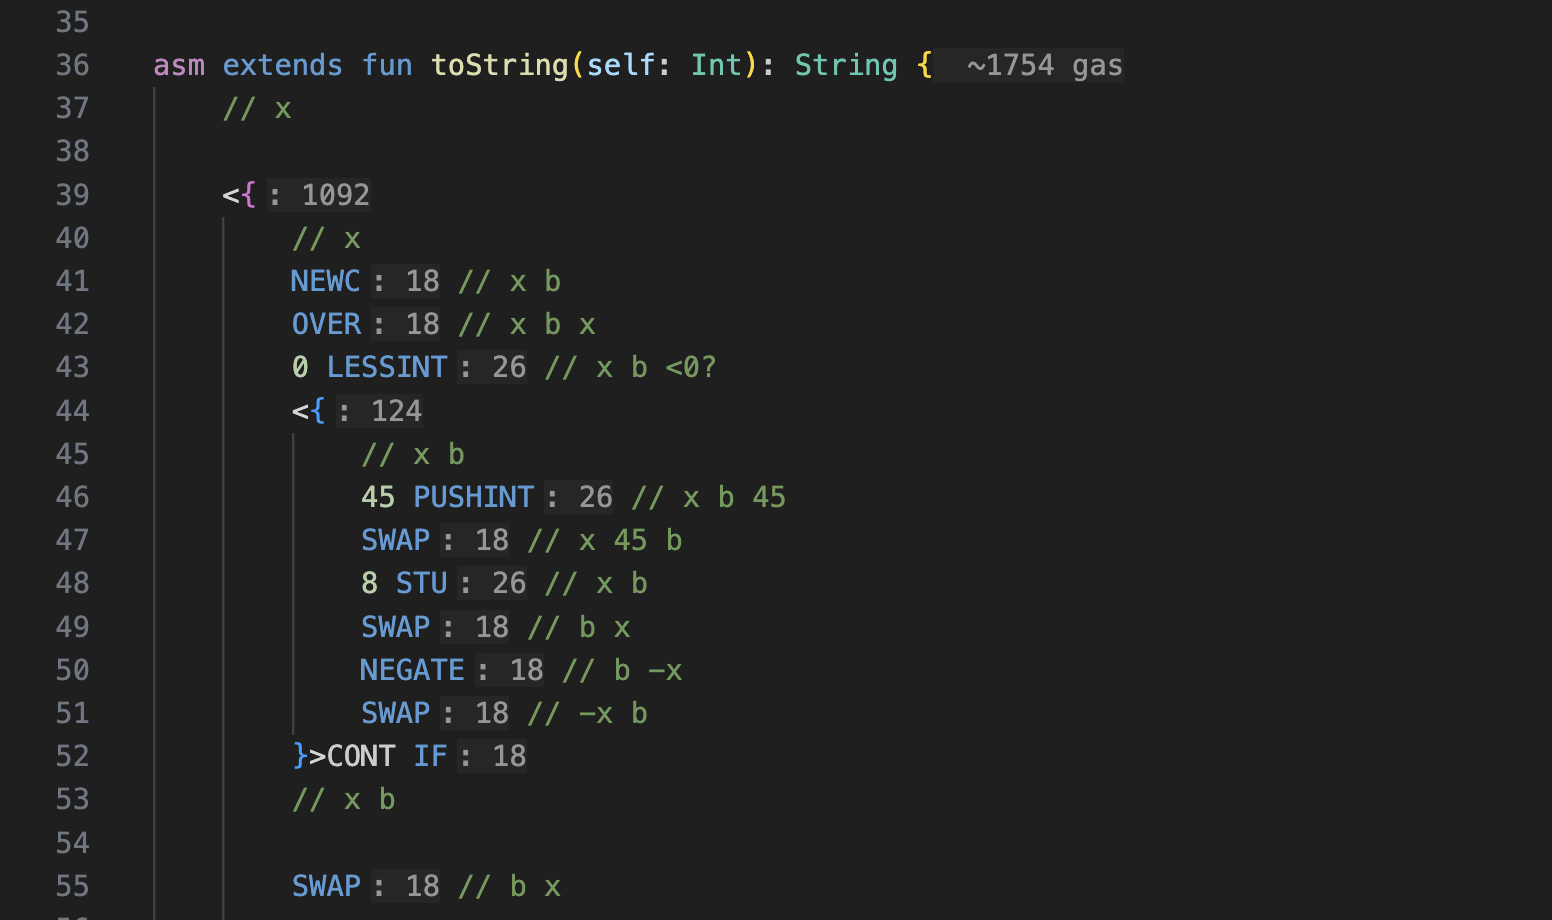 35
36 asm extends fun toString(self: Int): String { ~1754 gas
37 // x
38
39 <{ : 1092
40 // x
41 NEWC : 18 // x b
42 OVER : 18 // x b x
43 0 LESSINT : 26 // x b <0?
44 <{ : 124
45 // x b
46 45 PUSHINT : 26 // x b 45
47 SWAP : 18 // x 45 b
48 8 STU : 26 // x b
49 SWAP : 18 // b x
50 NEGATE : 18 // b -x
51 SWAP : 18 // -x b
52 }>CONT IF : 18
53 // x b
54
55 SWAP : 18 // b x